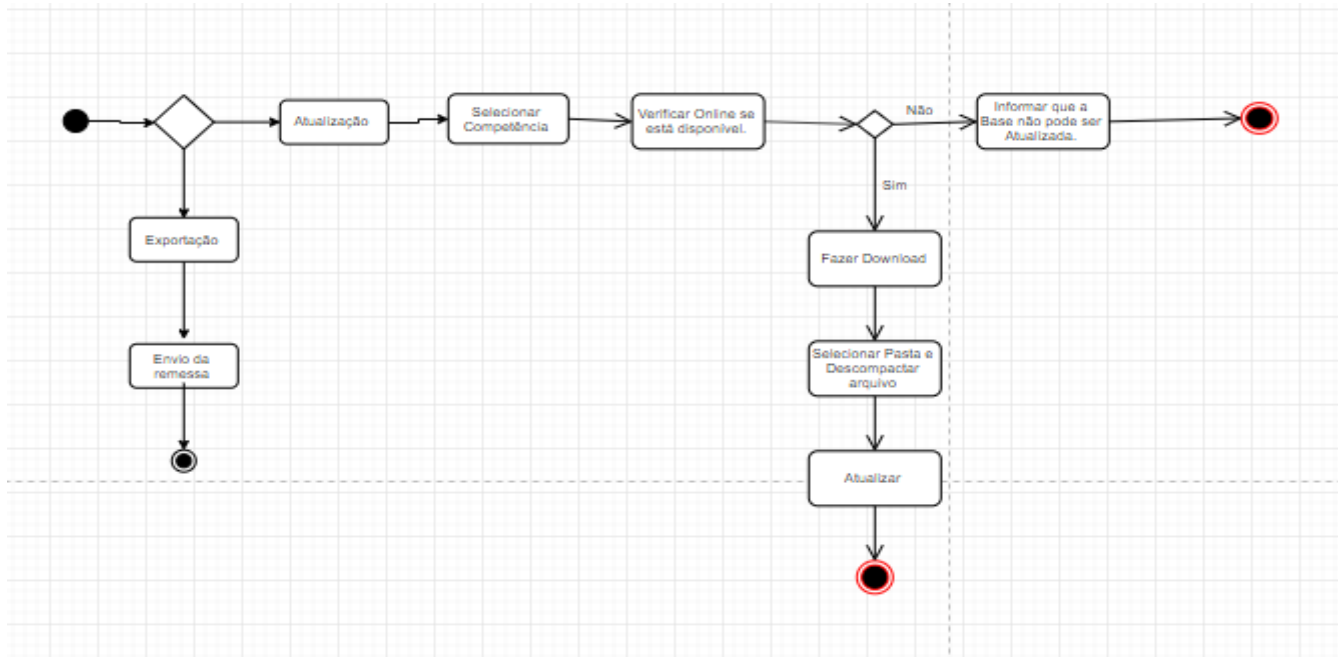 Atualização
Selecionar
Competência
Verificar Online se
está disponível.
Não
Informar que a
Base não pode ser
Atualizada.
Sim
Exportação
Fazer Download
Envio da
remessa
Selecionar Pasta e
Descompactar
arquivo
Atualizar